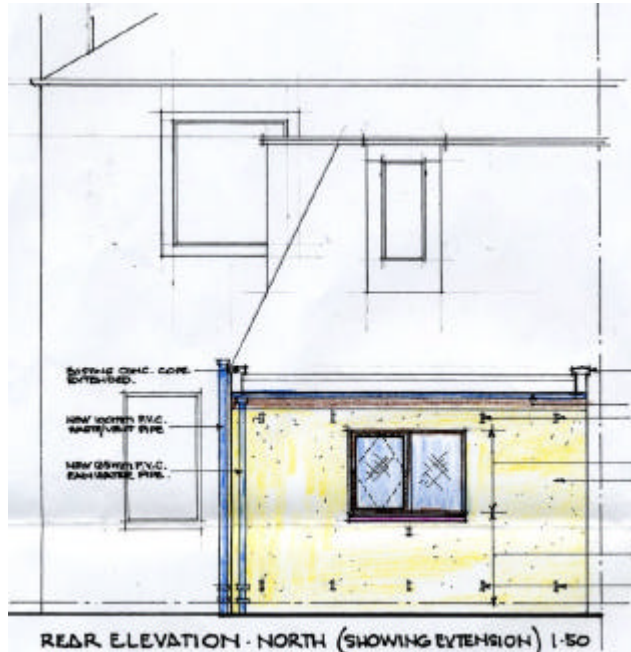 EXISTING CONC. COPE
EXTENDED.
NEW 100mm P.V.C.
WASTE/VENT PIPE.
NEW P.V.C.
RAINWATER PIPE.
REAR ELEVATION · NORTH (SHOWING EXTENSION) 1·50